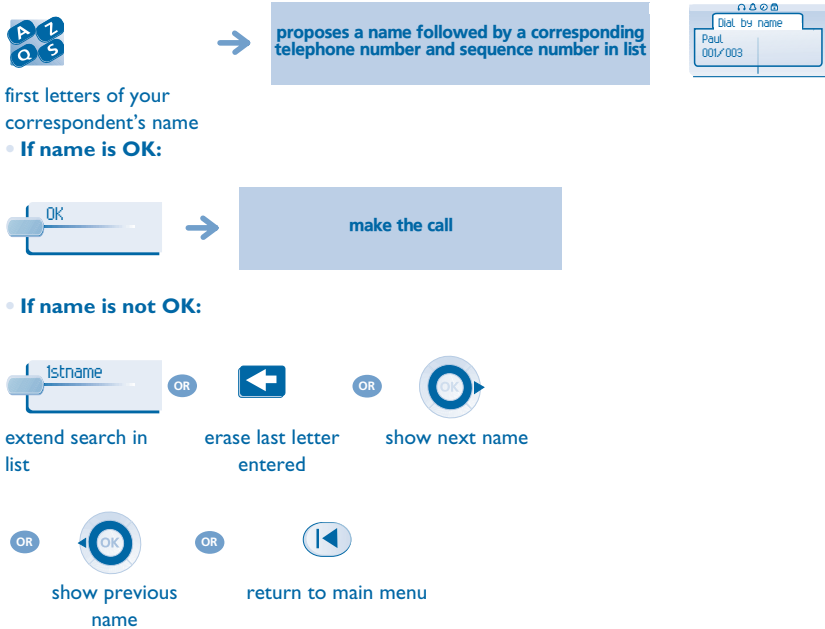 A Z
Q S
proposes a name followed by a corresponding
telephone number and sequence number in list
Dial by name
Paul
001/003
first letters of your
correspondent's name
• If name is OK:
OK
make the call
• If name is not OK:
1stname
OR
OR
OK
extend search in
list
erase last letter
entered
show next name
OR
OK
OR
show previous
name
return to main menu